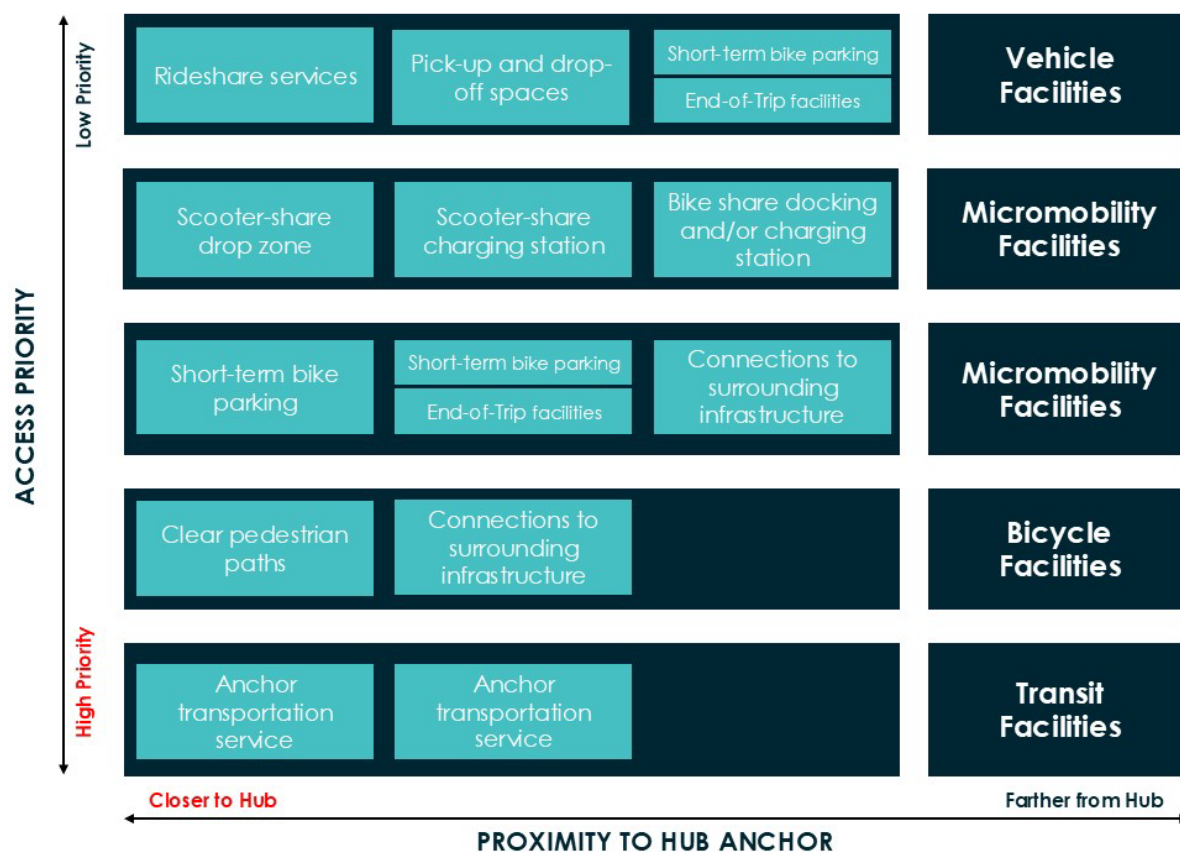 ACCESS PRIORITY
Low Priority
High Priority
Rideshare services
Pick-up and drop-
off spaces
Short-term bike parking
End-of-Trip facilities
Vehicle
Facilities
Scooter-share
drop zone
Scooter-share
charging station
Bike share docking
and/or charging
station
Micromobility
Facilities
Short-term bike
parking
Short-term bike parking
End-of-Trip facilities
Connections to
surrounding
infrastructure
Micromobility
Facilities
Clear pedestrian
paths
Connections to
surrounding
infrastructure
Bicycle
Facilities
Anchor
transportation
service
Anchor
transportation
service
Transit
Facilities
Closer to Hub
Farther from Hub
PROXIMITY TO HUB ANCHOR